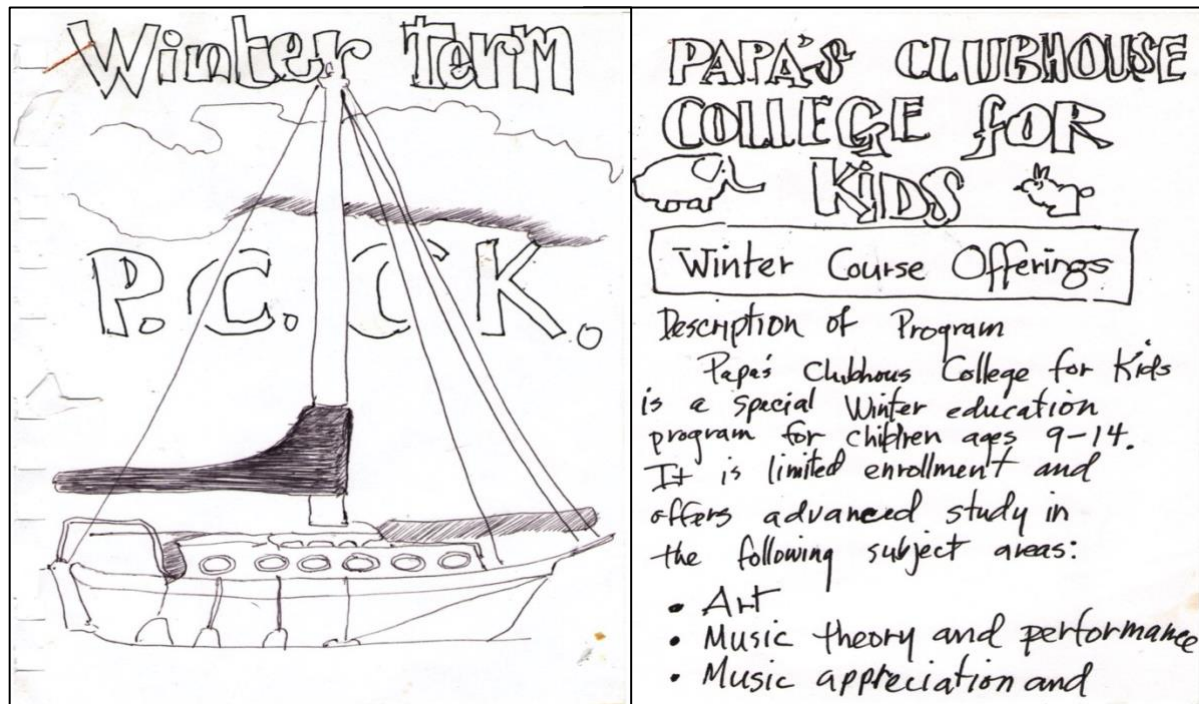 Winter Term
P.C.C.K.
PAPA'S CLUBHOUSE
COLLEGE for
KiDS
Winter Course Offerings
Description of Program
Papa's Clubhous College for Kids
is a special Winter education
program for children ages 9-14.
It is limited enrollment and
offers advanced study in
the following subject areas:
• Art
• Music theory and performance
• Music appreciation and